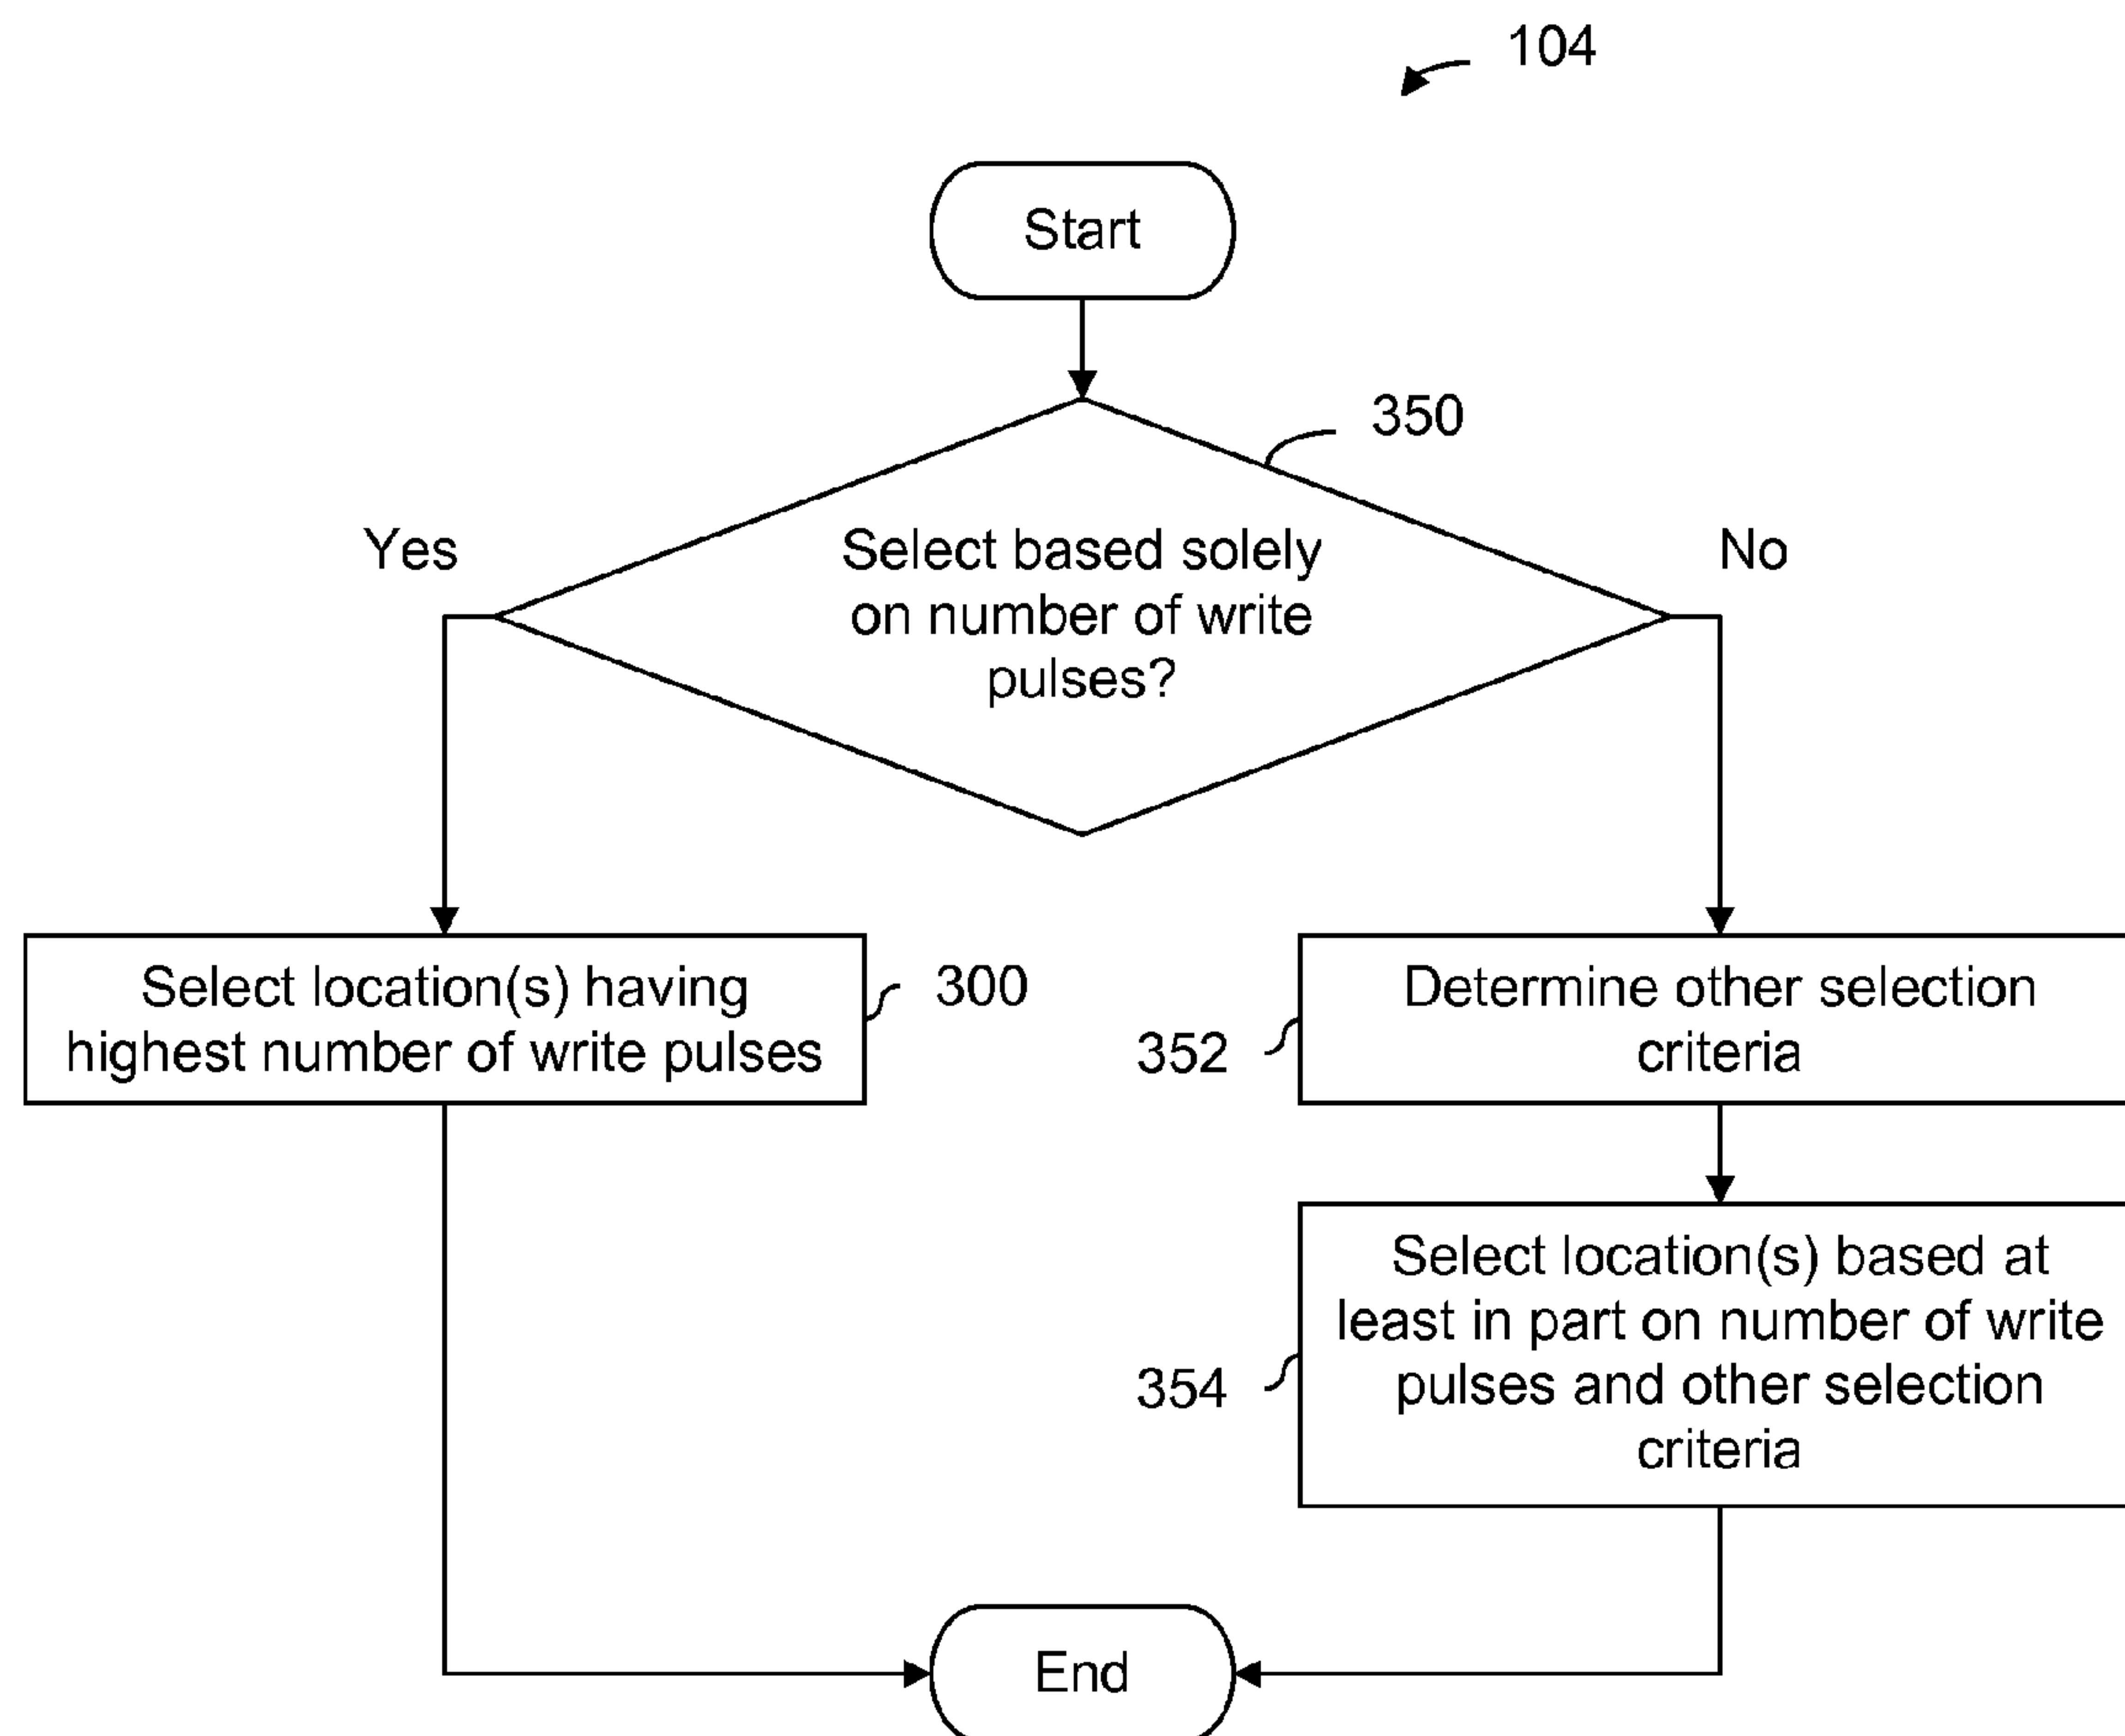 104
Start
350
Yes
Select based solely
on number of write
pulses?
No
Select location(s) having
highest number of write pulses
300
352
Determine other selection
criteria
354
Select location(s) based at
least in part on number of write
pulses and other selection
criteria
End